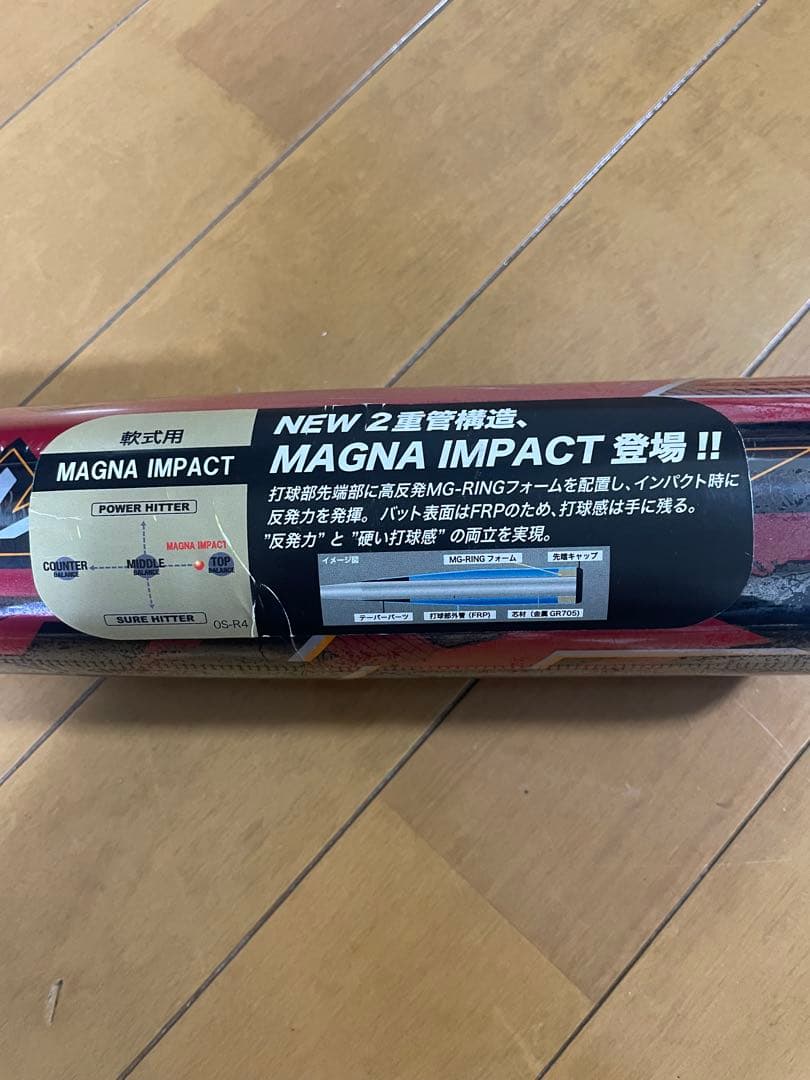 軟式用
MAGNA IMPACT
POWER HITTER
MAGNA IMPACT
COUNTER
BALANCE
MIDDLE
BALANCE
TOP
BALANCE
SURE HITTER
OS-R4
NEW 2重管構造、
MAGNA IMPACT 登場 !!
打球部先端部に高反発MG-RINGフォームを配置し、インパクト時に
反発力を発揮。バット表面はFRPのため、打球感は手に残る。
"反発力" と "硬い打球感" の両立を実現。
イメージ図
MG-RING フォーム
先端キャップ
テーパーパーツ
打球部外管 (FRP)
芯材 (金属 GR705)